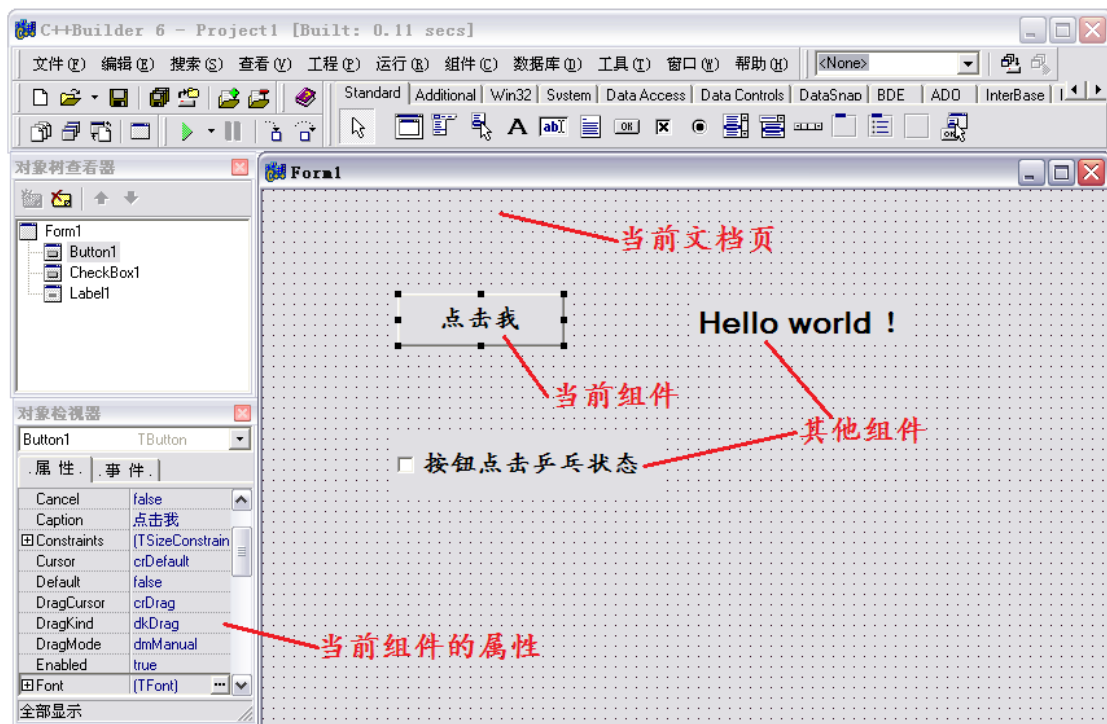 C++Builder 6 - Project1 [Built: 0.11 secs]
文件(F) 编辑(E) 搜索(S) 查看(V) 工程(P) 运行(R) 组件(C) 数据库(D) 工具(T) 窗口(W) 帮助(H) <None>
Standard Additional Win32 System Data Access Data Controls DataSnap BDE ADO InterBase
对象树查看器
Form1
Button1
CheckBox1
Label1
Form1
当前文档页
点击我
Hello world !
当前组件
其他组件
按钮点击乒乓状态
当前组件的属性
对象检视器
Button1 TButton
.属 性. .事 件.
Cancel false
Caption 点击我
Constraints (TSizeConstrain
Cursor crDefault
Default false
DragCursor crDrag
DragKind dkDrag
DragMode dmManual
Enabled true
Font (TFont) ...
全部显示